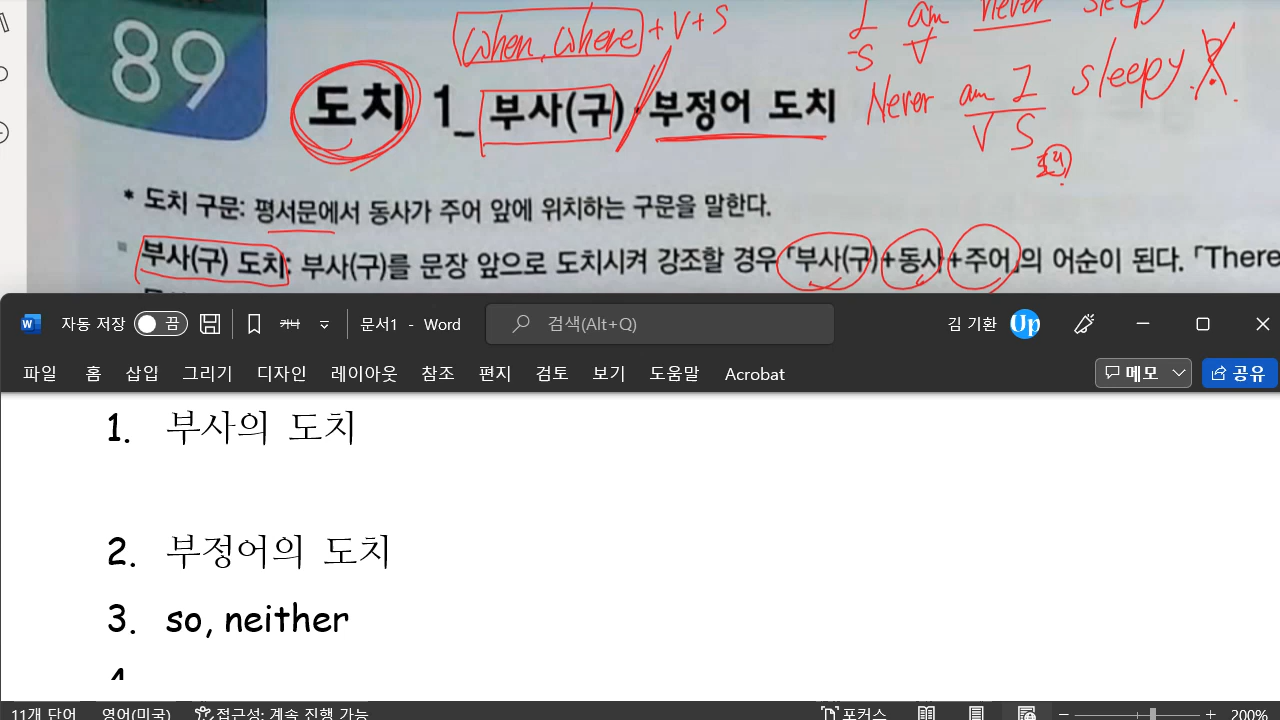 when, where + V + S
I am never sleepy
S V
89
도치 1_ 부사(구)·부정어 도치
Never am I sleepy.
V S
도치
* 도치 구문: 평서문에서 동사가 주어 앞에 위치하는 구문을 말한다.
부사(구) 도치: 부사(구)를 문장 앞으로 도치시켜 강조할 경우 「부사(구)+동사+주어」의 어순이 된다. 「There
자동 저장 끔 가나 문서1 - Word 검색(Alt+Q) 김 기환 Up
파일 홈 삽입 그리기 디자인 레이아웃 참조 편지 검토 보기 도움말 Acrobat 메모 공유
1. 부사의 도치
2. 부정어의 도치
3. so, neither
4
11개 단어 영어(미국) 접근성: 계속 진행 가능 포커스 200%